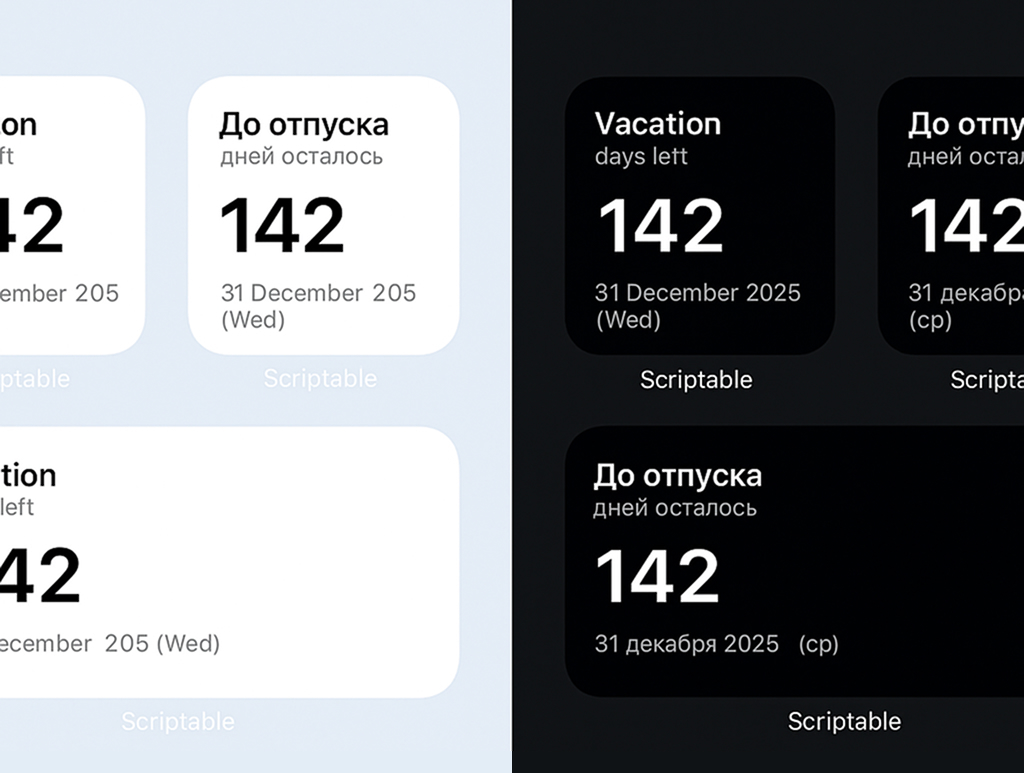 on
ft
42
ember 205
ptable
До отпуска
дней осталось
142
31 December 205
(Wed)
Scriptable
tion
left
42
ecember 205 (Wed)
Scriptable
Vacation
days left
142
31 December 2025
(Wed)
Scriptable
До отпу
дней оста
142
31 декабр
(ср)
Scripta
До отпуска
дней осталось
142
31 декабря 2025 (ср)
Scriptable